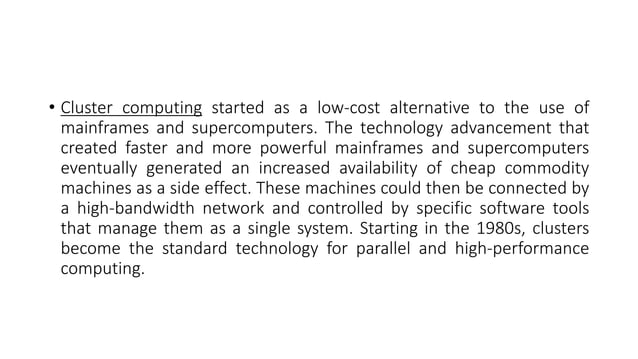 • Cluster computing started as a low-cost alternative to the use of
mainframes and supercomputers. The technology advancement that
created faster and more powerful mainframes and supercomputers
eventually generated an increased availability of cheap commodity
machines as a side effect. These machines could then be connected by
a high-bandwidth network and controlled by specific software tools
that manage them as a single system. Starting in the 1980s, clusters
become the standard technology for parallel and high-performance
computing.